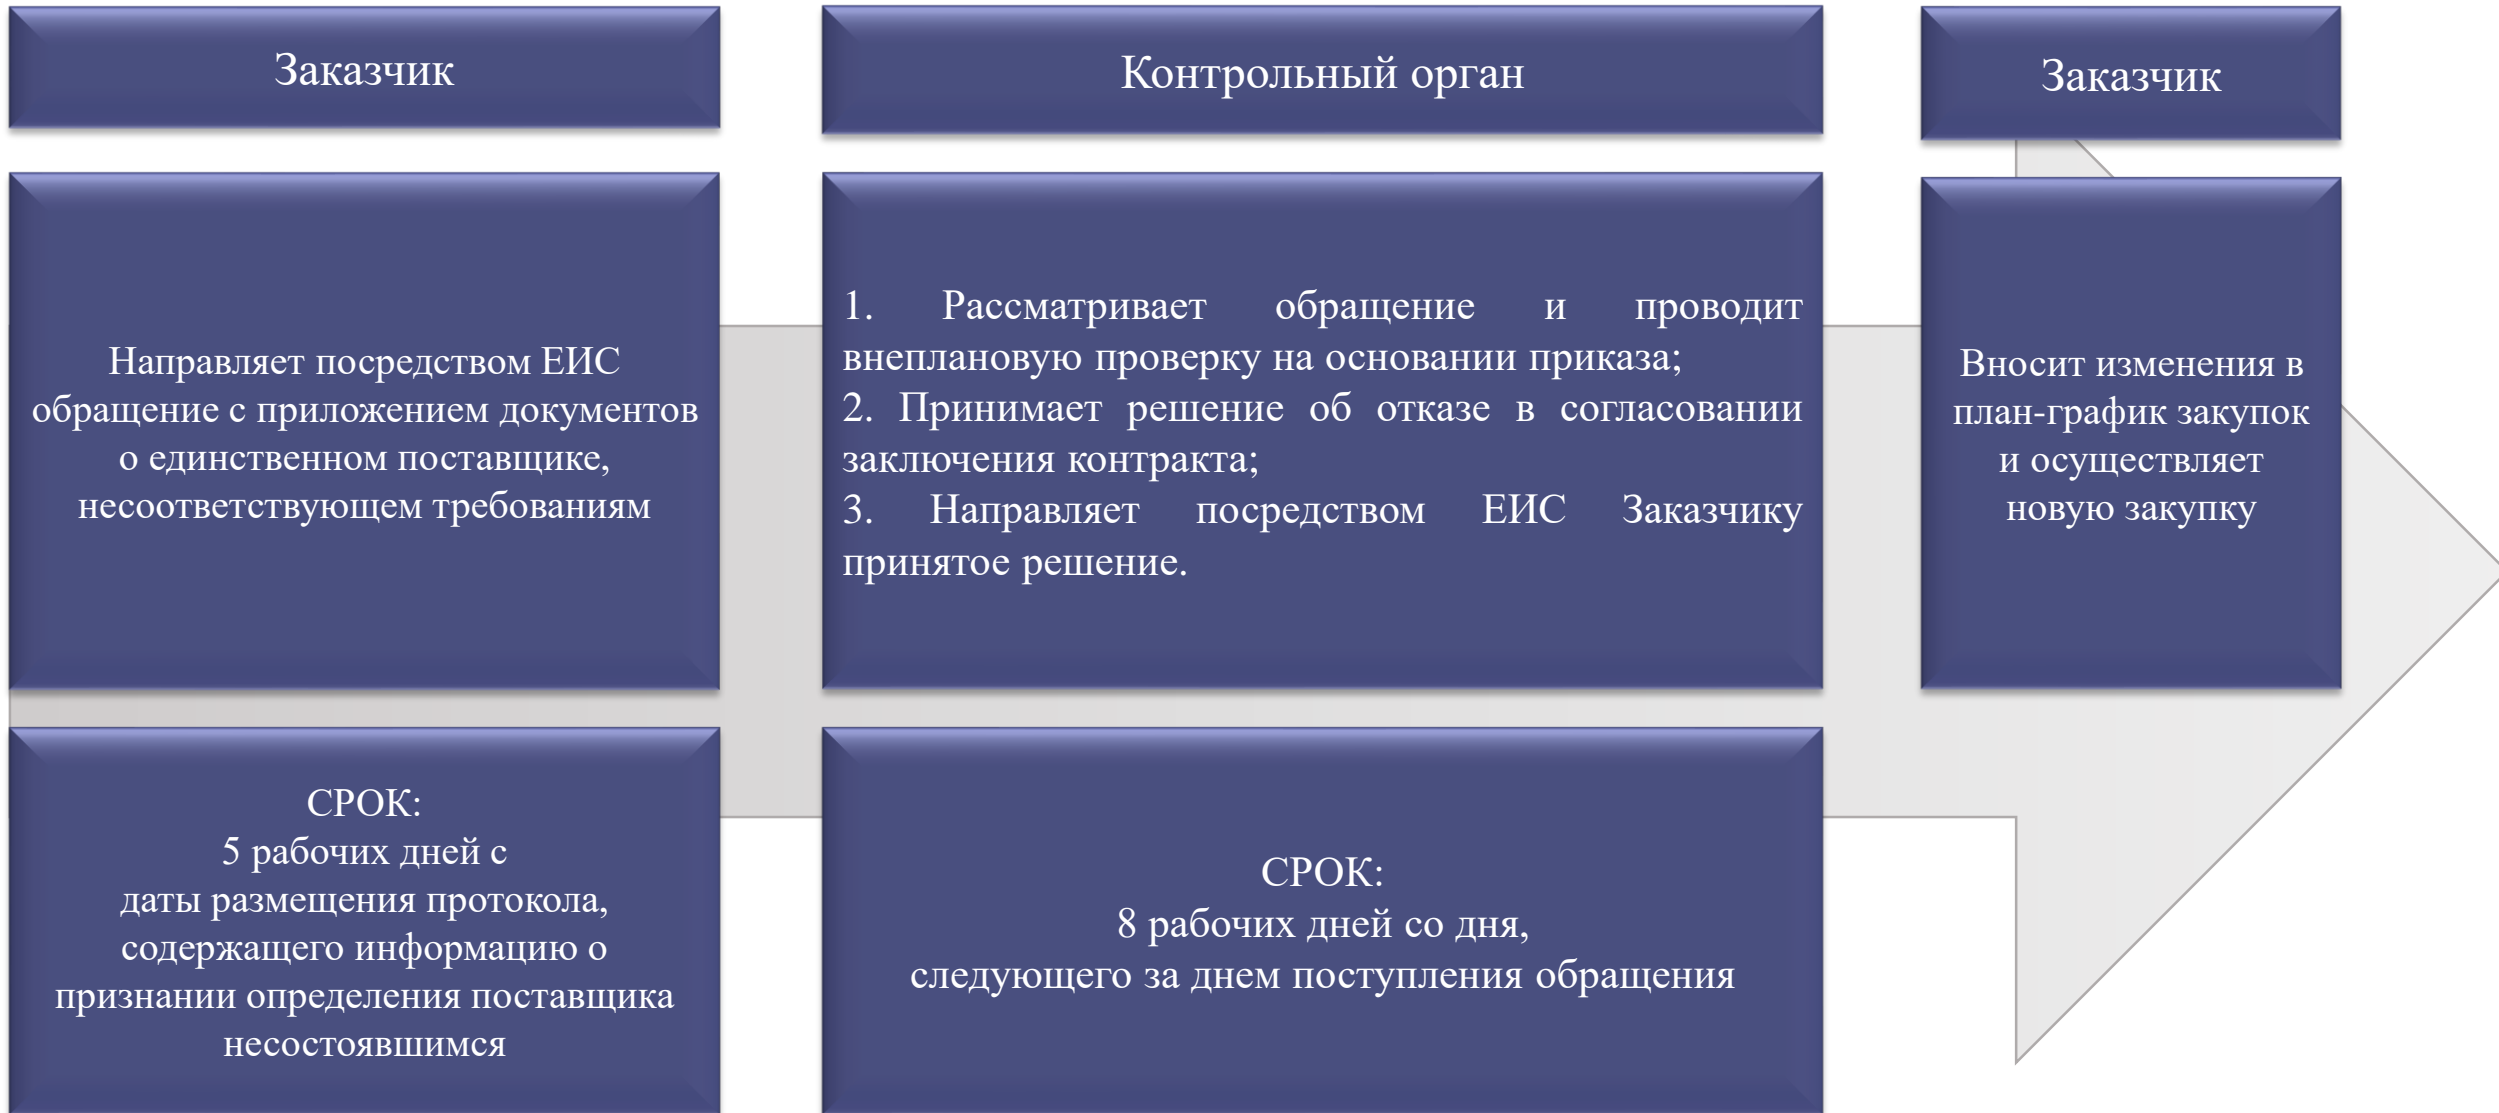 Заказчик
Контрольный орган
Заказчик
Направляет посредством ЕИС
обращение с приложением документов
о единственном поставщике,
несоответствующем требованиям
1. Рассматривает обращение и проводит
внеплановую проверку на основании приказа;
2. Принимает решение об отказе в согласовании
заключения контракта;
3. Направляет посредством ЕИС Заказчику
принятое решение.
Вносит изменения в
план-график закупок
и осуществляет
новую закупку
СРОК:
5 рабочих дней с
даты размещения протокола,
содержащего информацию о
признании определения поставщика
несостоявшимся
СРОК:
8 рабочих дней со дня,
следующего за днем поступления обращения